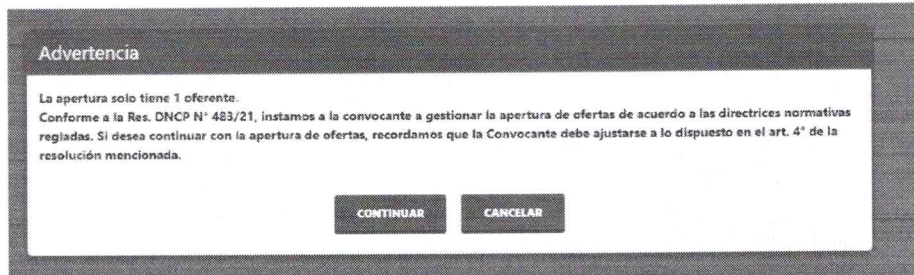 Advertencia
La apertura solo tiene 1 oferente.
Conforme a la Res. DNCP N° 483/21, instamos a la convocante a gestionar la apertura de ofertas de acuerdo a las directrices normativas
regladas. Si desea continuar con la apertura de ofertas, recordamos que la Convocante debe ajustarse a lo dispuesto en el art. 4° de la
resolución mencionada.
CONTINUAR
CANCELAR